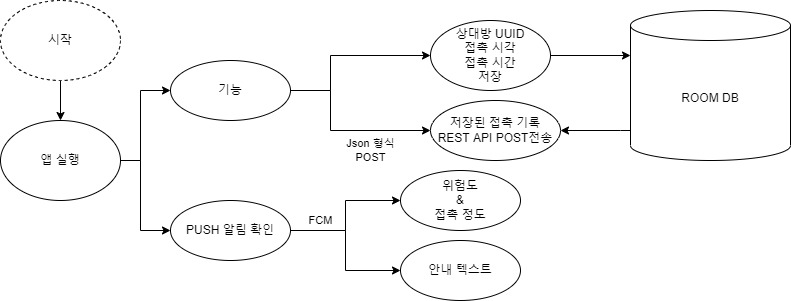 시작
앱 실행
기능
상대방 UUID
접촉 시각
접촉 시간
저장
ROOM DB
저장된 접촉 기록
REST API POST전송
Json 형식
POST
PUSH 알림 확인
FCM
위험도
&
접촉 정도
안내 텍스트